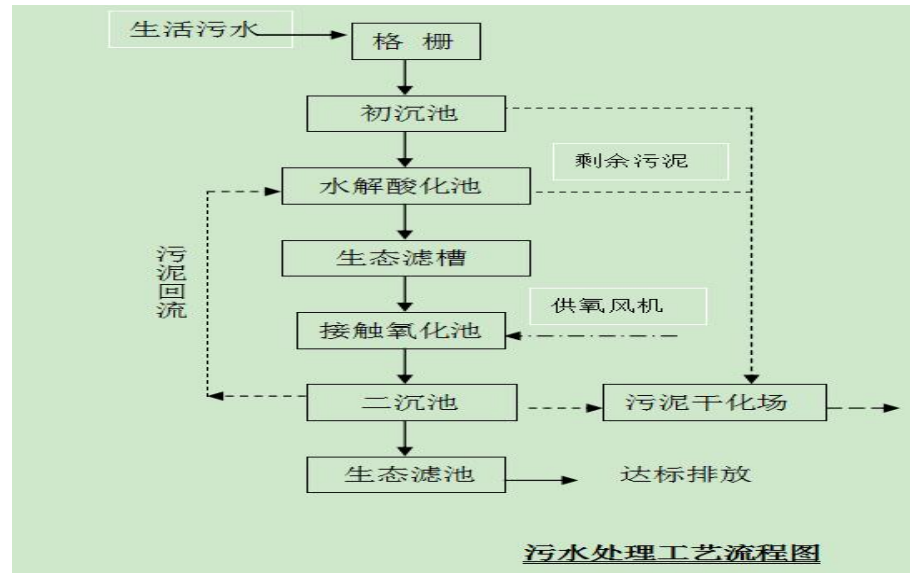 生活污水
格 栅
初沉池
剩余污泥
水解酸化池
生态滤槽
污泥回流
供氧风机
接触氧化池
二沉池
污泥干化场
生态滤池
达标排放
污水处理工艺流程图